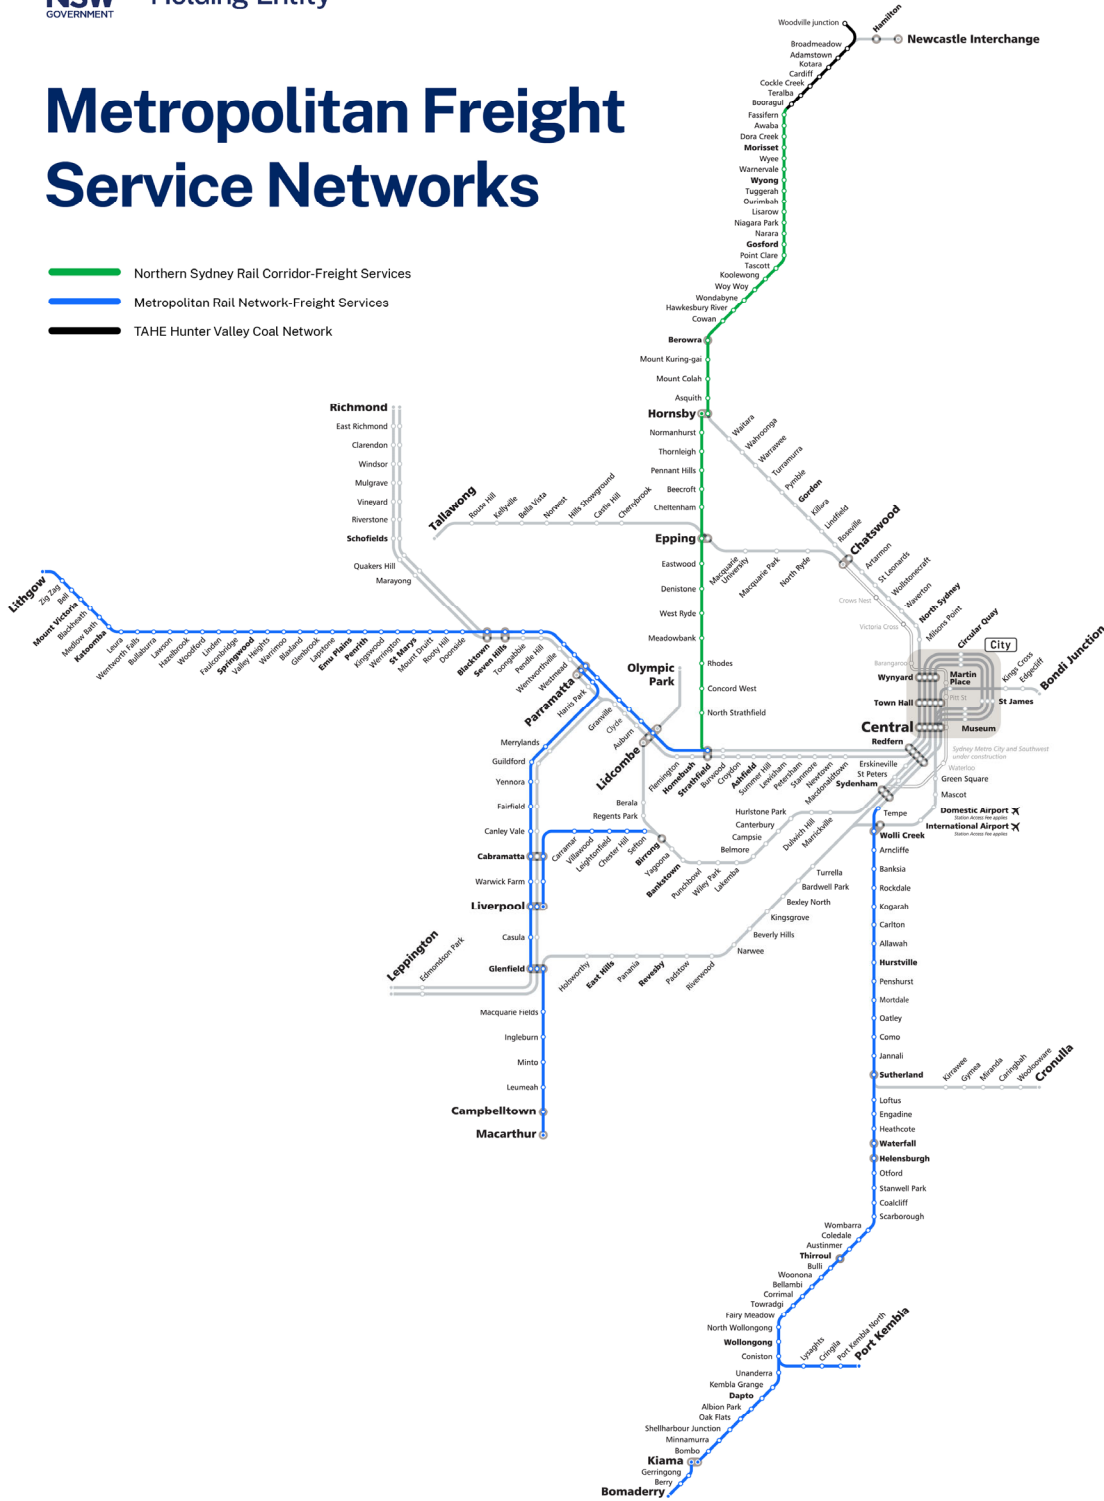 NSW
GOVERNMENT
Holding Entity
Metropolitan Freight
Service Networks
Northern Sydney Rail Corridor-Freight Services
Metropolitan Rail Network-Freight Services
TAHE Hunter Valley Coal Network
Woodville junction
Hamilton
Newcastle Interchange
Broadmeadow
Adamstown
Kotara
Cardiff
Cockle Creek
Teralba
Booragul
Fassifern
Awaba
Dora Creek
Morisset
Wyee
Warnervale
Wyong
Tuggerah
Ourimbah
Lisarow
Niagara Park
Narara
Gosford
Point Clare
Tascott
Koolewong
Woy Woy
Wondabyne
Hawkesbury River
Cowan
Berowra
Mount Kuring-gai
Mount Colah
Asquith
Hornsby
Normanhurst
Thornleigh
Pennant Hills
Beecroft
Cheltenham
Epping
Eastwood
Denistone
West Ryde
Meadowbank
Rhodes
Concord West
North Strathfield
Waitara
Wahroonga
Warrawee
Turramurra
Pymble
Gordon
Killara
Lindfield
Roseville
Chatswood
Artarmon
St Leonards
Wollstonecraft
Waverton
North Sydney
Milsons Point
Circular Quay
City
Crows Nest
Victoria Cross
Barangaroo
Wynyard
Martin
Place
Pitt St
Town Hall
St James
Central
Museum
Redfern
Kings Cross
Edgecliff
Bondi Junction
Sydney Metro City and Southwest
under construction
Waterloo
Green Square
Mascot
Domestic Airport
Station Access Fee applies
International Airport
Station Access Fee applies
Richmond
East Richmond
Clarendon
Windsor
Mulgrave
Vineyard
Riverstone
Schofields
Quakers Hill
Marayong
Tallawong
Rouse Hill
Kellyville
Bella Vista
Norwest
Hills Showground
Castle Hill
Cherrybrook
Macquarie
University
Macquarie Park
North Ryde
Lithgow
Zig Zag
Bell
Mount Victoria
Blackheath
Medlow Bath
Katoomba
Leura
Wentworth Falls
Bullaburra
Lawson
Hazelbrook
Woodford
Linden
Faulconbridge
Springwood
Valley Heights
Warrimoo
Blaxland
Glenbrook
Lapstone
Emu Plains
Penrith
Kingswood
Werrington
St Marys
Mount Druitt
Rooty Hill
Doonside
Blacktown
Seven Hills
Toongabbie
Pendle Hill
Wentworthville
Westmead
Parramatta
Harris Park
Granville
Clyde
Auburn
Lidcombe
Olympic
Park
Flemington
Homebush
Strathfield
Burwood
Croydon
Ashfield
Summer Hill
Lewisham
Petersham
Stanmore
Newtown
Macdonaldtown
Erskineville
St Peters
Sydenham
Merrylands
Guildford
Yennora
Fairfield
Canley Vale
Cabramatta
Warwick Farm
Liverpool
Casula
Glenfield
Leppington
Edmondson Park
Macquarie Fields
Ingleburn
Minto
Leumeah
Campbelltown
Macarthur
Berala
Regents Park
Carramar
Villawood
Leightonfield
Chester Hill
Sefton
Birrong
Yagoona
Bankstown
Punchbowl
Wiley Park
Lakemba
Belmore
Campsie
Canterbury
Hurlstone Park
Dulwich Hill
Marrickville
Holsworthy
East Hills
Panania
Revesby
Padstow
Riverwood
Narwee
Beverly Hills
Kingsgrove
Bexley North
Bardwell Park
Turrella
Tempe
Wolli Creek
Arncliffe
Banksia
Rockdale
Kogarah
Carlton
Allawah
Hurstville
Penshurst
Mortdale
Oatley
Como
Jannali
Sutherland
Kirrawee
Gymea
Miranda
Caringbah
Woolooware
Cronulla
Loftus
Engadine
Heathcote
Waterfall
Helensburgh
Otford
Stanwell Park
Coalcliff
Scarborough
Wombarra
Coledale
Austinmer
Thirroul
Bulli
Woonona
Bellambi
Corrimal
Towradgi
Fairy Meadow
North Wollongong
Wollongong
Coniston
Lysaghts
Cringila
Port Kembla North
Port Kembla
Unanderra
Kembla Grange
Dapto
Albion Park
Oak Flats
Shellharbour Junction
Minnamurra
Bombo
Kiama
Gerringong
Berry
Bomaderry